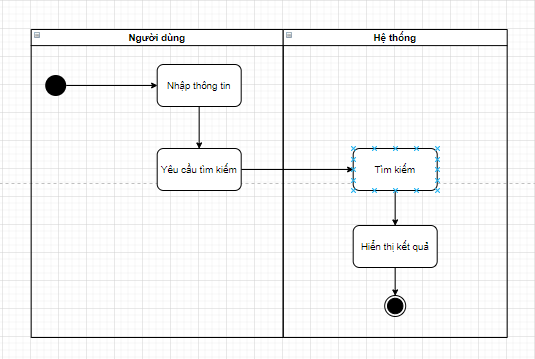 Người dùng
Hệ thống
Nhập thông tin
Yêu cầu tìm kiếm
Tìm kiếm
Hiển thị kết quả